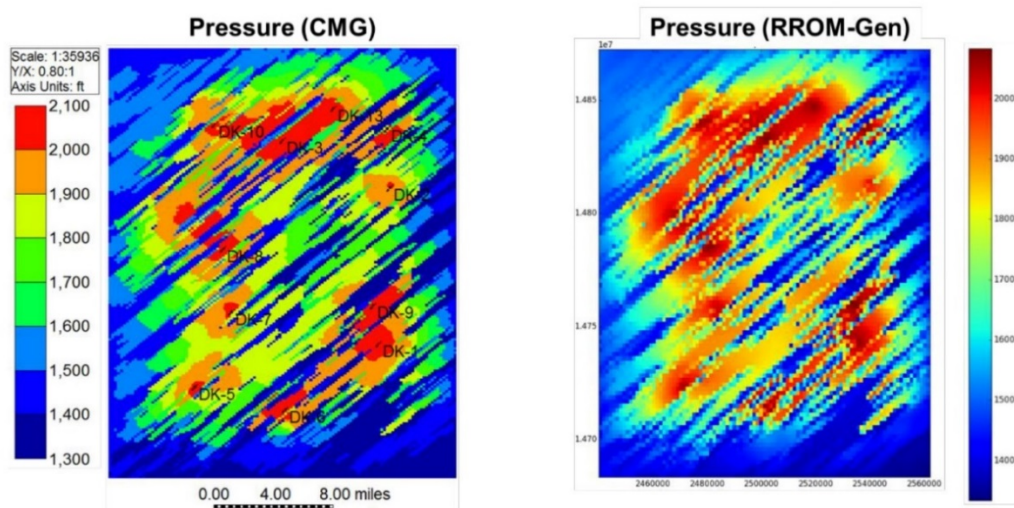 Pressure (CMG)
Scale: 1:35936
Y/X: 0.80:1
Axis Units: ft
2,100
2,000
1,900
1,800
1,700
1,600
1,500
1,400
1,300
DK-13
DK-10
DK-3
DK-8
DK-7
DK-9
DK-1
DK-5
DK-6
0.00 4.00 8.00 miles
Pressure (RROM-Gen)
1e7
1.485
1.480
1.475
1.470
2460000 2480000 2500000 2520000 2540000 2560000
2000
1900
1800
1700
1600
1500
1400